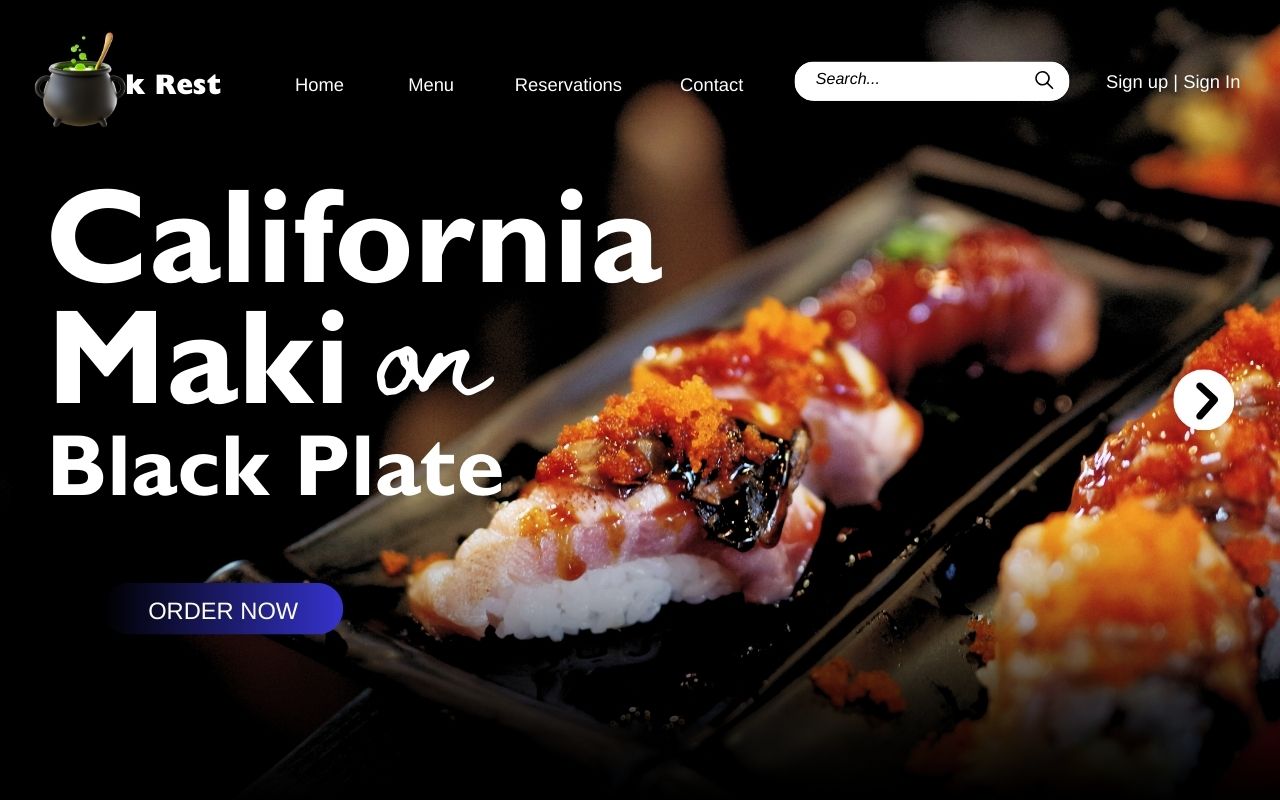 k Rest
Home
Menu
Reservations
Contact
Search...
Sign up | Sign In
California
Maki on
Black Plate
ORDER NOW